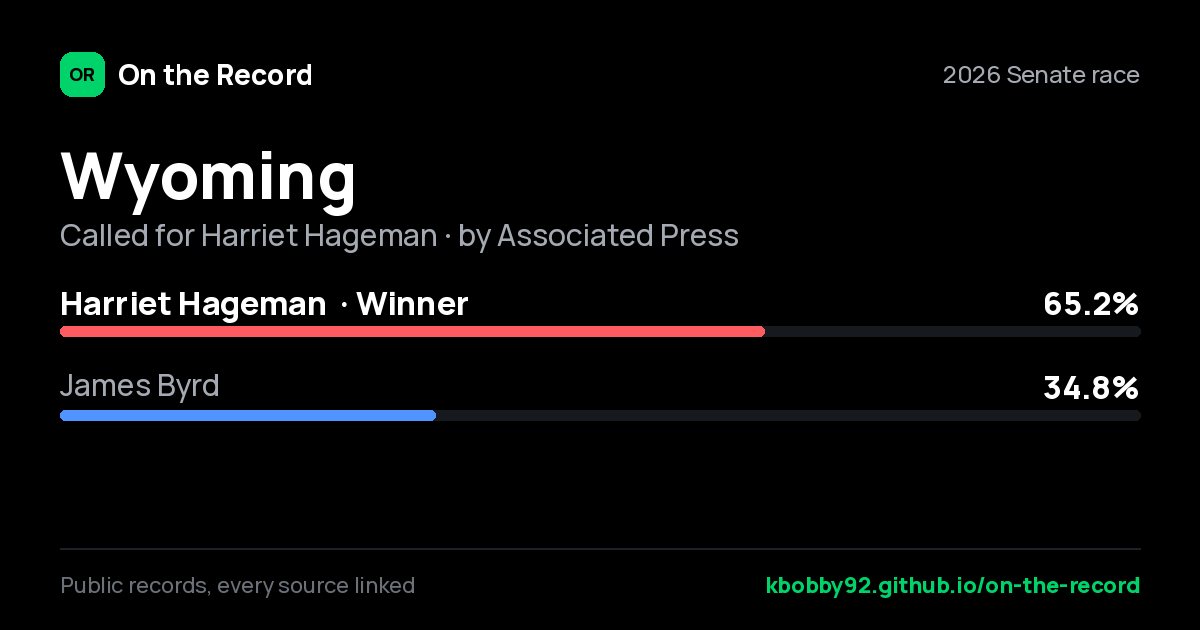 OR On the Record
2026 Senate race
Wyoming
Called for Harriet Hageman · by Associated Press
Harriet Hageman · Winner 65.2%
James Byrd 34.8%
Public records, every source linked
kbobby92.github.io/on-the-record